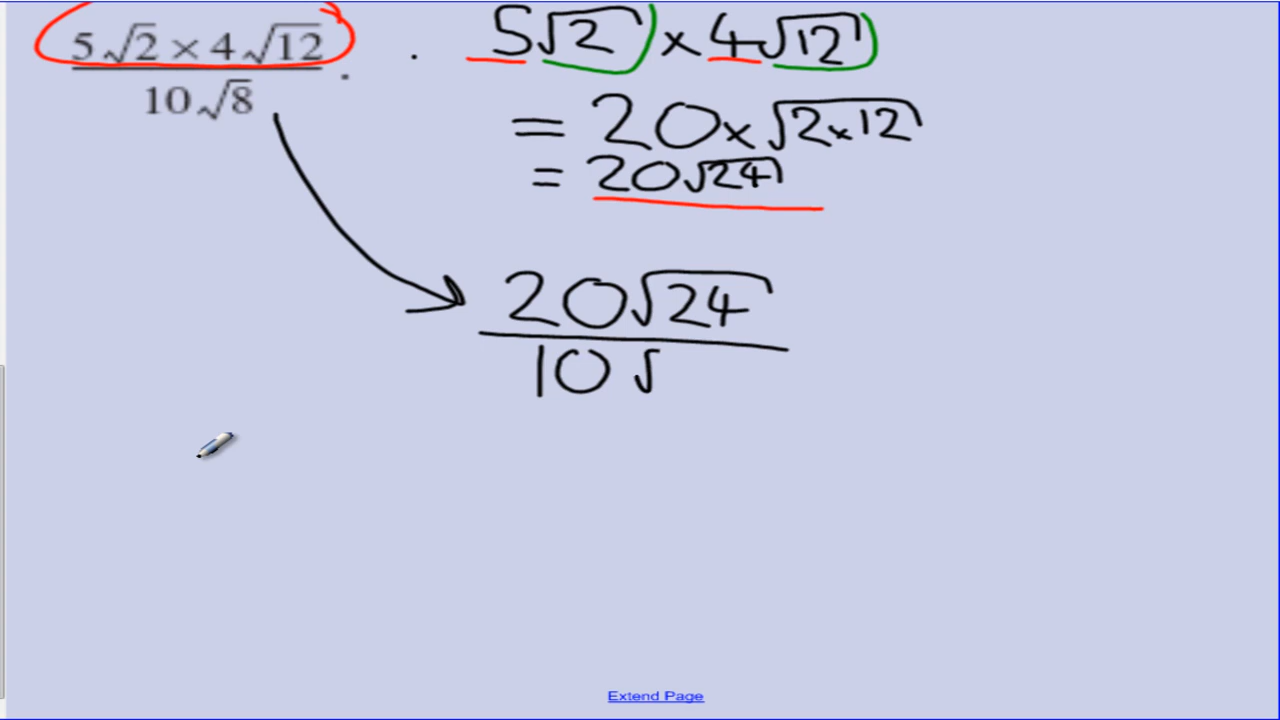 5√2 × 4√12
10√8 .
. 5√2 × 4√12
= 20 × √2×12
= 20√24
20√24
10√
Extend Page